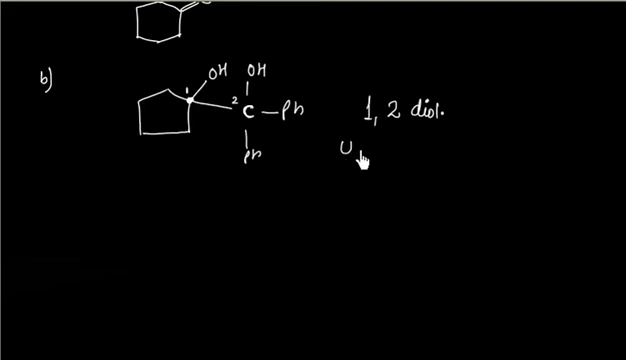 b)
OH OH
1
2
C — Ph
Ph
1, 2 diol.
U